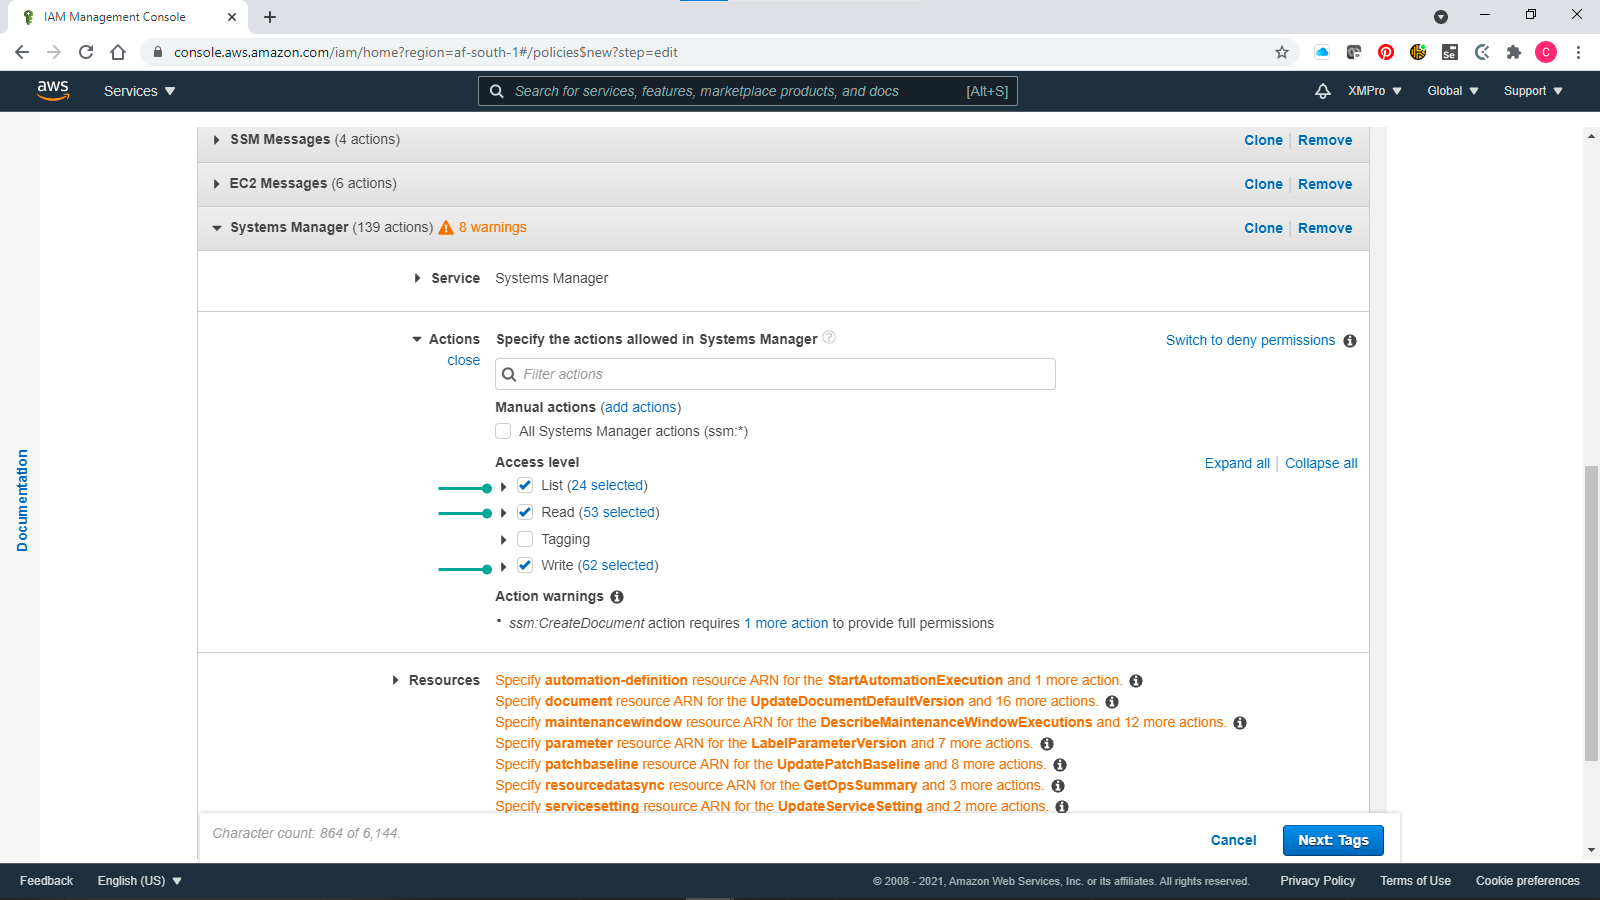 IAM Management Console
console.aws.amazon.com/iam/home?region=af-south-1#/policies$new?step=edit
Se
C
aws
Services
Search for services, features, marketplace products, and docs [Alt+S]
XMPro
Global
Support
SSM Messages (4 actions) Clone | Remove
EC2 Messages (6 actions) Clone | Remove
Systems Manager (139 actions) 8 warnings Clone | Remove
Service Systems Manager
Actions Specify the actions allowed in Systems Manager ? Switch to deny permissions
close
Filter actions
Manual actions (add actions)
All Systems Manager actions (ssm:*)
Access level Expand all | Collapse all
List (24 selected)
Read (53 selected)
Tagging
Write (62 selected)
Action warnings
ssm:CreateDocument action requires 1 more action to provide full permissions
Documentation
Resources Specify automation-definition resource ARN for the StartAutomationExecution and 1 more action.
Specify document resource ARN for the UpdateDocumentDefaultVersion and 16 more actions.
Specify maintenancewindow resource ARN for the DescribeMaintenanceWindowExecutions and 12 more actions.
Specify parameter resource ARN for the LabelParameterVersion and 7 more actions.
Specify patchbaseline resource ARN for the UpdatePatchBaseline and 8 more actions.
Specify resourcedatasync resource ARN for the GetOpsSummary and 3 more actions.
Specify servicesetting resource ARN for the UpdateServiceSetting and 2 more actions.
Character count: 864 of 6,144.
Cancel
Next: Tags
Feedback English (US) © 2008 - 2021, Amazon Web Services, Inc. or its affiliates. All rights reserved. Privacy Policy Terms of Use Cookie preferences